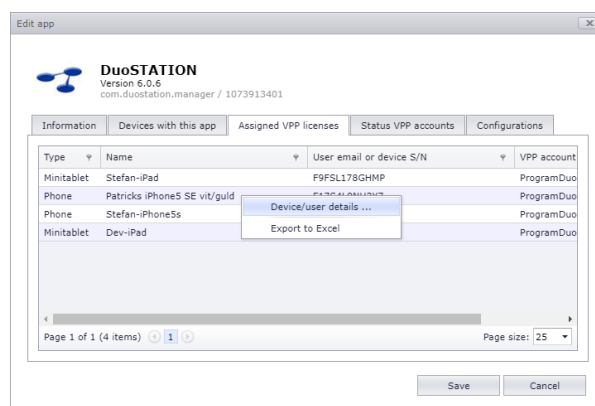 Edit app
DuoSTATION
Version 6.0.6
com.duostation.manager / 1073913401
Information Devices with this app Assigned VPP licenses Status VPP accounts Configurations
Type Name User email or device S/N VPP account
Minitablet Stefan-iPad F9FSL178GHMP ProgramDuo
Phone Patricks iPhone5 SE vit/guld ProgramDuo
Device/user details ...
Phone Stefan-iPhone5s ProgramDuo
Export to Excel
Minitablet Dev-iPad ProgramDuo
Page 1 of 1 (4 items) 1 Page size: 25
Save Cancel